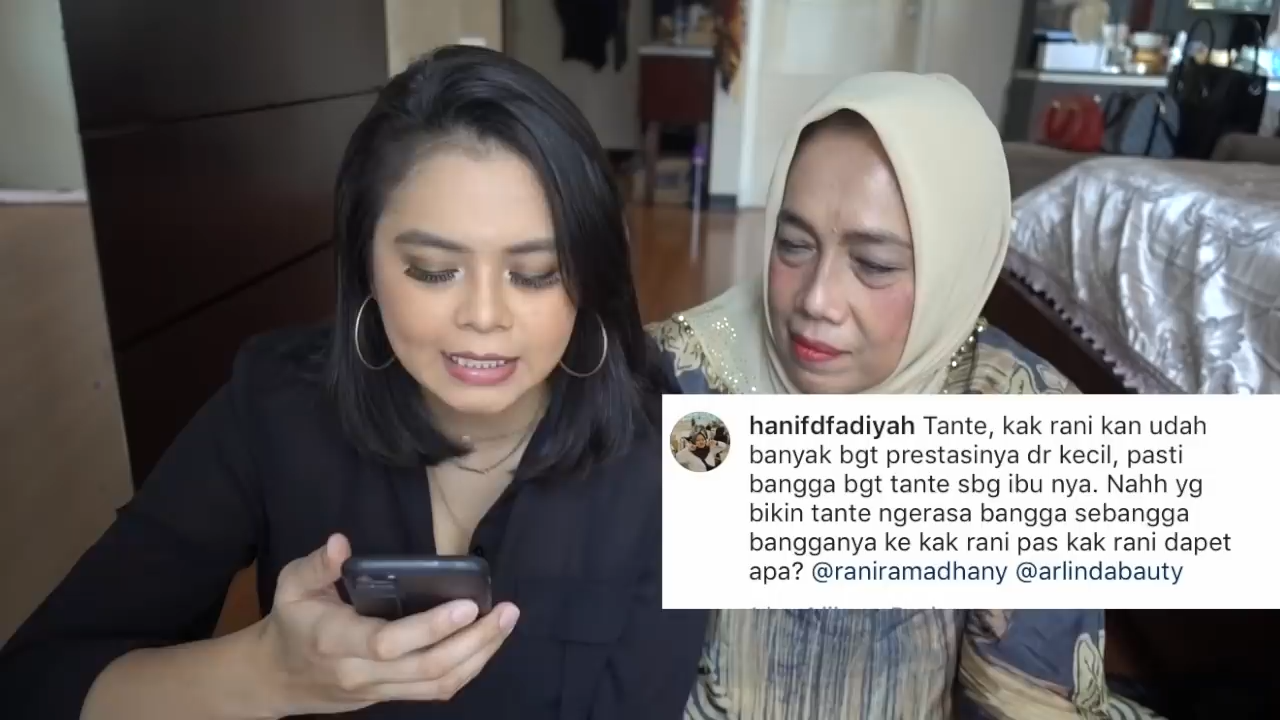 hanifdfadiyah Tante, kak rani kan udah
banyak bgt prestasinya dr kecil, pasti
bangga bgt tante sbg ibu nya. Nahh yg
bikin tante ngerasa bangga sebangga
bangganya ke kak rani pas kak rani dapet
apa? @raniramadhany @arlindabauty